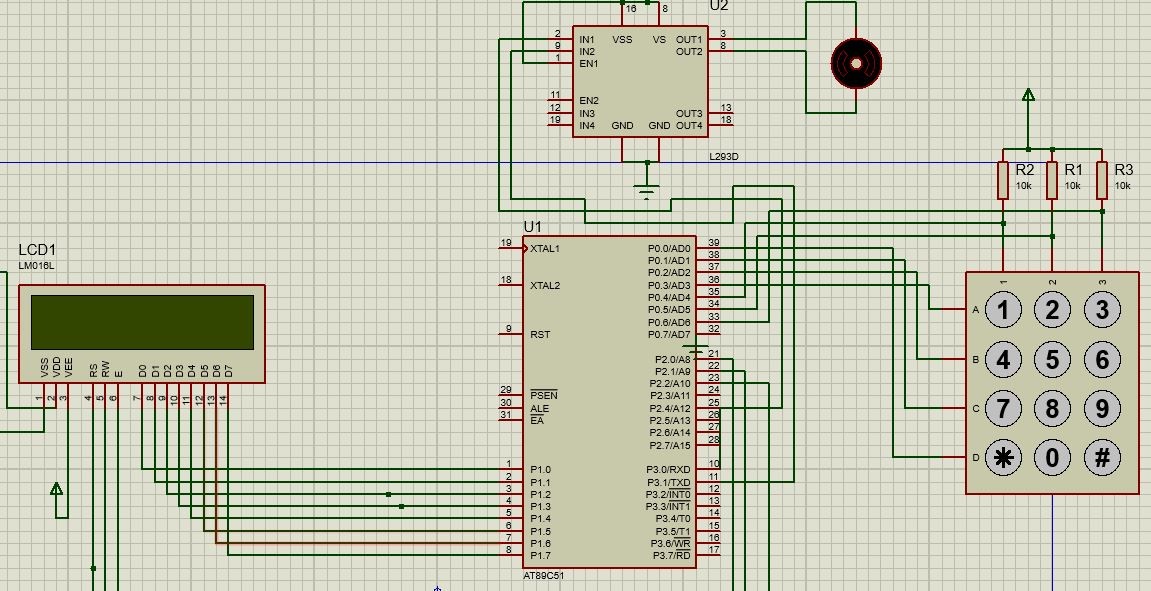 U2
16 8
2 IN1 VSS VS OUT1 3
9 IN2 OUT2 8
1 EN1
11 EN2
12 IN3 OUT3 13
19 IN4 GND GND OUT4 18
L293D
R2 R1 R3
10k 10k 10k
U1
19 XTAL1 P0.0/AD0 39
P0.1/AD1 38
P0.2/AD2 37
18 XTAL2 P0.3/AD3 36
P0.4/AD4 35
P0.5/AD5 34
P0.6/AD6 33
9 RST P0.7/AD7 32
P2.0/A8 21
P2.1/A9 22
P2.2/A10 23
29 PSEN P2.3/A11 24
30 ALE P2.4/A12 25
31 EA P2.5/A13 26
P2.6/A14 27
P2.7/A15 28
1 P1.0 P3.0/RXD 10
2 P1.1 P3.1/TXD 11
3 P1.2 P3.2/INT0 12
4 P1.3 P3.3/INT1 13
5 P1.4 P3.4/T0 14
6 P1.5 P3.5/T1 15
7 P1.6 P3.6/WR 16
8 P1.7 P3.7/RD 17
AT89C51
LCD1
LM016L
VSS VDD VEE RS RW E D0 D1 D2 D3 D4 D5 D6 D7
1 2 3 4 5 6 7 8 9 10 11 12 13 14
1 2 3
A 1 2 3
B 4 5 6
C 7 8 9
D * 0 #